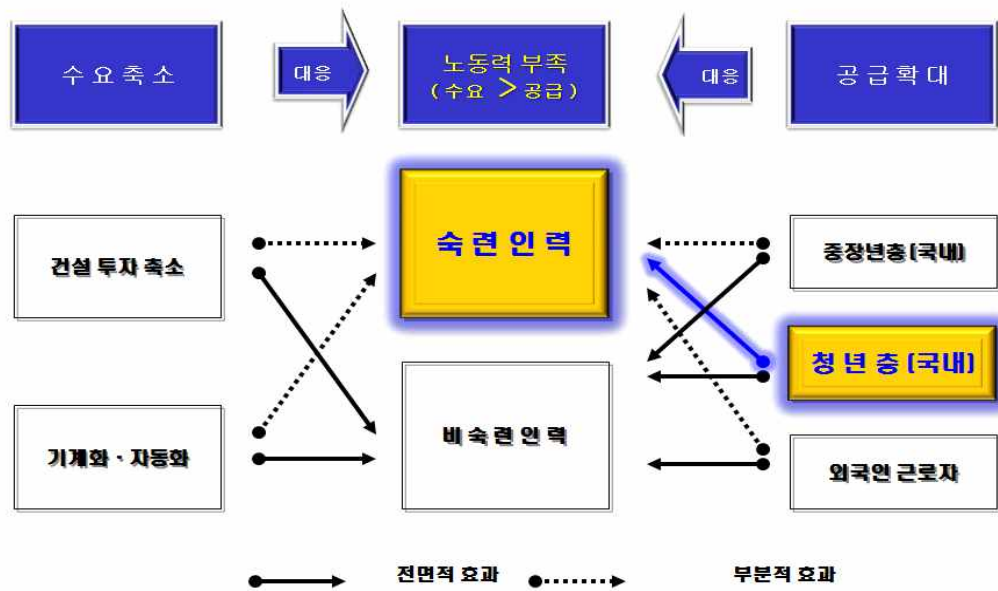 수요축소
대응
노동력 부족
(수요 > 공급)
대응
공급확대
숙련인력
건설 투자 축소
중장년층(국내)
청년층(국내)
기계화·자동화
비숙련인력
외국인 근로자
전면적 효과
부분적 효과